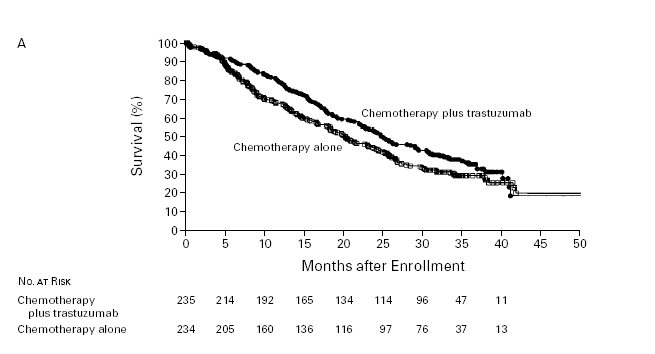 A
100
90
80
70
60
50
40
30
20
10
0
Survival (%)
Chemotherapy plus trastuzumab
Chemotherapy alone
0 5 10 15 20 25 30 35 40 45 50
Months after Enrollment
No. at Risk
Chemotherapy
plus trastuzumab
235 214 192 165 134 114 96 47 11
Chemotherapy alone 234 205 160 136 116 97 76 37 13